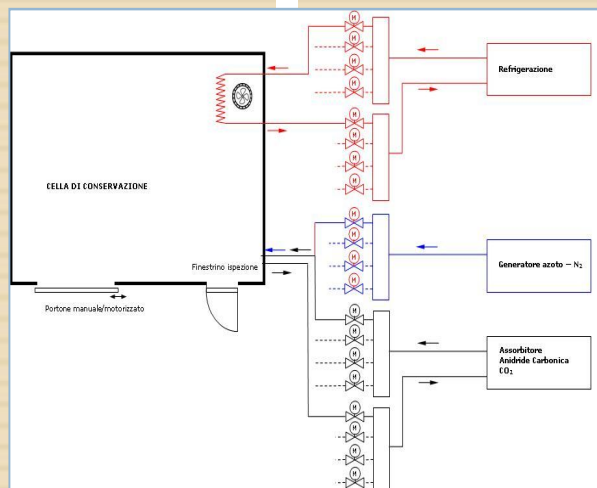 M
M
Refrigerazione
M
M
M
M
M
M
CELLA DI CONSERVAZIONE
M
M
Finestrino ispezione
M
Generatore azoto – N₂
M
Portone manuale/motorizzato
M
M
Assorbitore
Anidride Carbonica
CO₂
M
M
M
M
M
M